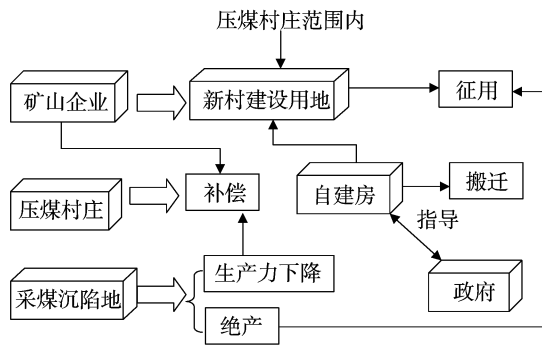 压煤村庄范围内
矿山企业
新村建设用地
征用
压煤村庄
补偿
自建房
搬迁
指导
采煤沉陷地
生产力下降
政府
绝产